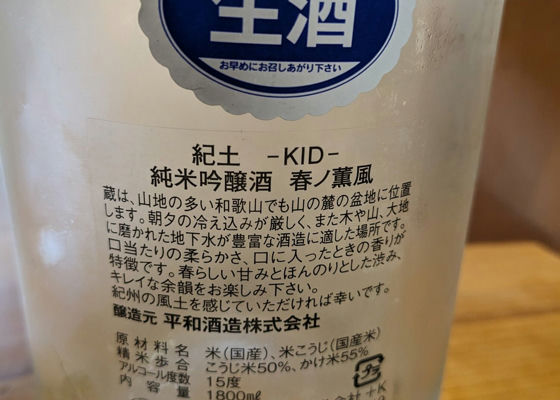 生酒
お早めにお召しあがり下さい
紀土 -KID-
純米吟醸酒 春ノ薫風
蔵は、山地の多い和歌山でも山の麓の盆地に位置
します。朝夕の冷え込みが厳しく、また木や山、大地
に磨かれた地下水が豊富な酒造に適した場所です。
口当たりの柔らかさ、口に入ったときの香りが
特徴です。春らしい甘みとほんのりとした渋み、
キレイな余韻をお楽しみ下さい。
紀州の風土を感じていただければ幸いです。
醸造元 平和酒造株式会社
原材料名 米(国産)、米こうじ(国産米)
精米歩合 こうじ米50%、かけ米55%
アルコール度数 15度
内容量 1800㎖
紙
+K